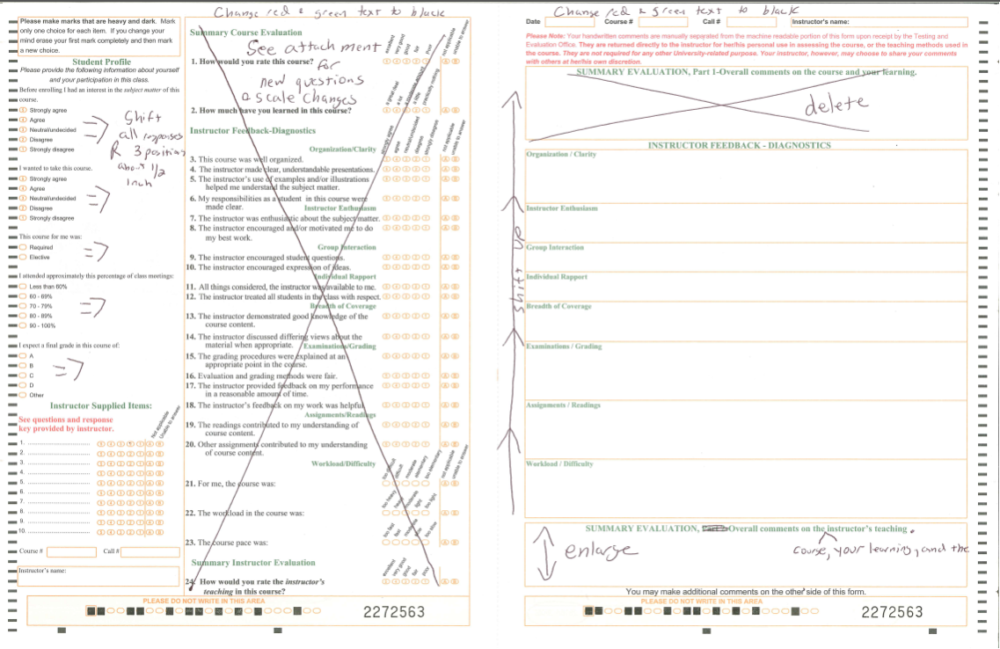 Change red & green text to black
Please make marks that are heavy and dark. Mark
only one choice for each item. If you change your
mind erase your first mark completely and then mark
a new choice.
Student Profile
Please provide the following information about yourself
and your participation in this class.
Before enrolling I had an interest in the subject matter of this
course.
Strongly agree
Agree
Neutral/undecided
Disagree
Strongly disagree
Shift
all responses
R 3 positions
about 1/2
inch
I wanted to take this course.
Strongly agree
Agree
Neutral/undecided
Disagree
Strongly disagree
This course for me was:
Required
Elective
I attended approximately this percentage of class meetings:
Less than 60%
60 - 69%
70 - 79%
80 - 89%
90 - 100%
I expect a final grade in this course of:
A
B
C
D
Other
Instructor Supplied Items:
See questions and response
key provided by instructor.
Not applicable
Unable to answer
1. ..............................
2. ..............................
3. ..............................
4. ..............................
5. ..............................
6. ..............................
7. ..............................
8. ..............................
9. ..............................
10. ..............................
Course # Call #
Instructor's name:
Summary Course Evaluation
See attachment
for
new questions
& scale changes
excellent
very good
good
fair
poor
not applicable
unable to answer
1. How would you rate this course?
a great deal
a lot
a moderate amount
a little
practically nothing
2. How much have you learned in this course?
Instructor Feedback-Diagnostics
strongly agree
agree
neutral/undecided
disagree
strongly disagree
not applicable
unable to answer
Organization/Clarity
3. This course was well organized.
4. The instructor made clear, understandable presentations.
5. The instructor's use of examples and/or illustrations
helped me understand the subject matter.
6. My responsibilities as a student in this course were
made clear.
Instructor Enthusiasm
7. The instructor was enthusiastic about the subject matter.
8. The instructor encouraged and/or motivated me to do
my best work.
Group Interaction
9. The instructor encouraged student questions.
10. The instructor encouraged expression of ideas.
Individual Rapport
11. All things considered, the instructor was available to me.
12. The instructor treated all students in the class with respect.
Breadth of Coverage
13. The instructor demonstrated good knowledge of the
course content.
14. The instructor discussed differing views about the
material when appropriate.
Examinations/Grading
15. The grading procedures were explained at an
appropriate point in the course.
16. Evaluation and grading methods were fair.
17. The instructor provided feedback on my performance
in a reasonable amount of time.
18. The instructor's feedback on my work was helpful.
Assignments/Readings
19. The readings contributed to my understanding of
course content.
20. Other assignments contributed to my understanding
of course content.
Workload/Difficulty
too difficult
difficult
moderate
elementary
too elementary
not applicable
unable to answer
21. For me, the course was:
too heavy
heavy
moderate
light
too light
22. The workload in the course was:
too fast
fast
moderate
slow
too slow
23. The course pace was:
Summary Instructor Evaluation
excellent
very good
good
fair
poor
not applicable
unable to answer
24. How would you rate the instructor's
teaching in this course?
PLEASE DO NOT WRITE IN THIS AREA
2272563
Change red & green text to black
Date Course # Call # Instructor's name:
Please Note: Your handwritten comments are manually separated from the machine readable portion of this form upon receipt by the Testing and
Evaluation Office. They are returned directly to the instructor for her/his personal use in assessing the course, or the teaching methods used in
the course. They are not required for any other University-related purpose. Your instructor, however, may choose to share your comments
with others at her/his own discretion.
SUMMARY EVALUATION, Part 1-Overall comments on the course and your learning.
delete
INSTRUCTOR FEEDBACK - DIAGNOSTICS
Organization / Clarity
Instructor Enthusiasm
shift up
Group Interaction
Individual Rapport
Breadth of Coverage
Examinations / Grading
Assignments / Readings
Workload / Difficulty
SUMMARY EVALUATION, Part 2-Overall comments on the instructor's teaching.
course, your learning, and the
enlarge
You may make additional comments on the other side of this form.
PLEASE DO NOT WRITE IN THIS AREA
2272563